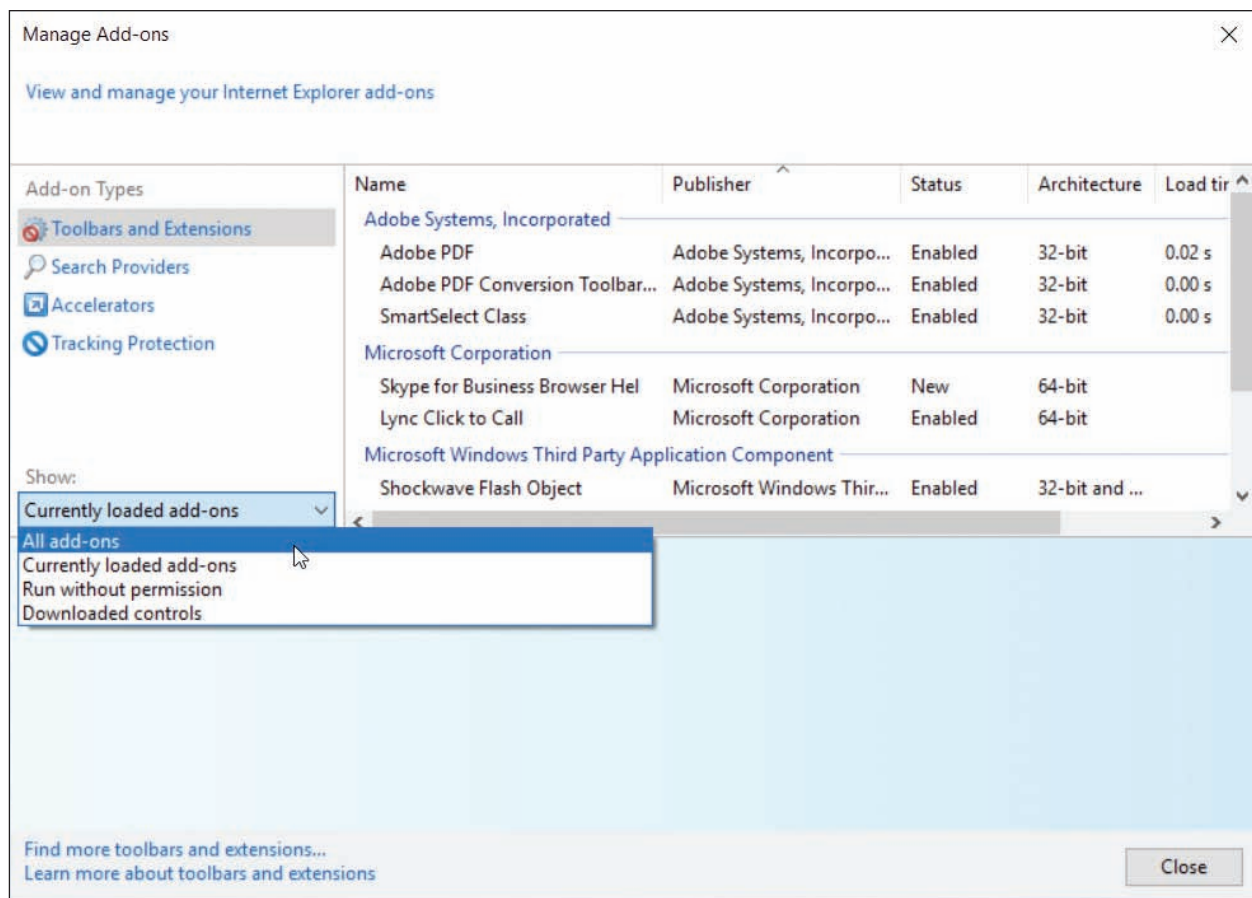 Manage Add-ons
View and manage your Internet Explorer add-ons
Add-on Types
Toolbars and Extensions
Search Providers
Accelerators
Tracking Protection
Show:
Currently loaded add-ons
All add-ons
Currently loaded add-ons
Run without permission
Downloaded controls
Name Publisher Status Architecture Load tir
Adobe Systems, Incorporated
Adobe PDF Adobe Systems, Incorpo... Enabled 32-bit 0.02 s
Adobe PDF Conversion Toolbar... Adobe Systems, Incorpo... Enabled 32-bit 0.00 s
SmartSelect Class Adobe Systems, Incorpo... Enabled 32-bit 0.00 s
Microsoft Corporation
Skype for Business Browser Hel Microsoft Corporation New 64-bit
Lync Click to Call Microsoft Corporation Enabled 64-bit
Microsoft Windows Third Party Application Component
Shockwave Flash Object Microsoft Windows Thir... Enabled 32-bit and ...
Find more toolbars and extensions...
Learn more about toolbars and extensions
Close